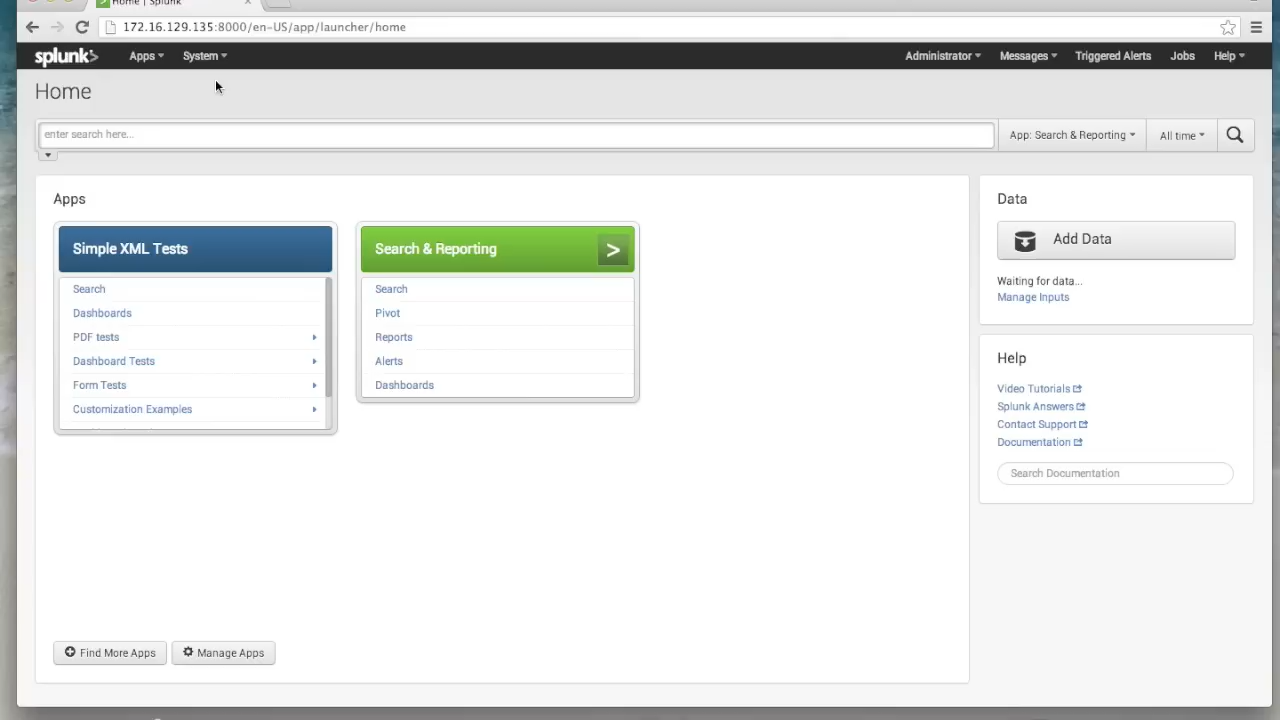 Home | Splunk
172.16.129.135:8000/en-US/app/launcher/home
splunk> Apps System Administrator Messages Triggered Alerts Jobs Help
Home
enter search here... App: Search & Reporting All time
Apps
Simple XML Tests
Search
Dashboards
PDF tests
Dashboard Tests
Form Tests
Customization Examples
Search & Reporting >
Search
Pivot
Reports
Alerts
Dashboards
Find More Apps Manage Apps
Data
Add Data
Waiting for data...
Manage Inputs
Help
Video Tutorials
Splunk Answers
Contact Support
Documentation
Search Documentation